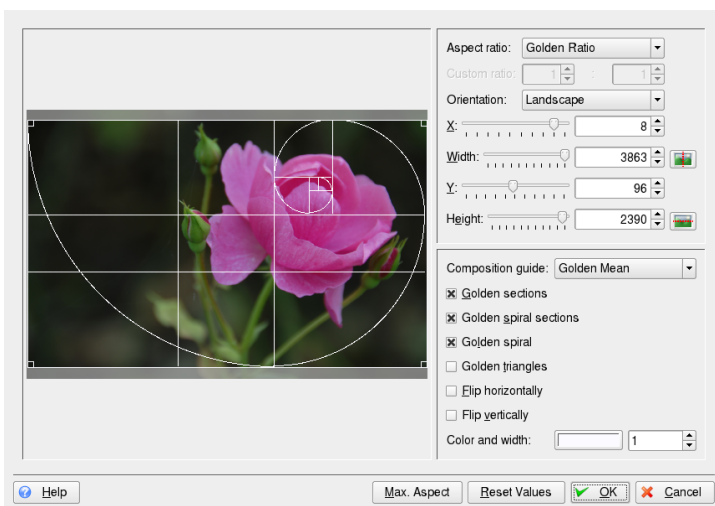 Aspect ratio: Golden Ratio
Custom ratio: 1 : 1
Orientation: Landscape
X: 8
Width: 3863
Y: 96
Height: 2390
Composition guide: Golden Mean
Golden sections
Golden spiral sections
Golden spiral
Golden triangles
Flip horizontally
Flip vertically
Color and width: 1
Help Max. Aspect Reset Values OK Cancel